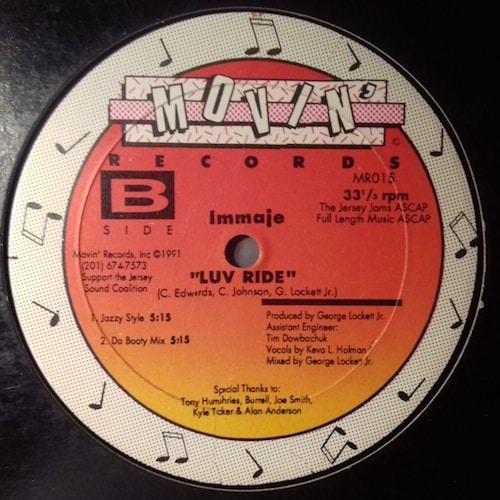 MOVIN'
©
RECORDS
MR015
33⅓ rpm
The Jersey Jams ASCAP
Full Length Music ASCAP
B
SIDE
Immaje
Movin' Records, Inc ©1991
(201) 674-7573
Support the Jersey
Sound Coalition
"LUV RIDE"
(C. Edwards, C. Johnson, G. Lockett Jr.)
1. Jazzy Style 5:15
2. Da Booty Mix 5:15
Produced by George Lockett Jr.
Assistant Engineer:
Tim Dowbachuk
Vocals by Keva L. Holman
Mixed by George Lockett Jr.
Special Thanks to:
Tony Humphries, Burrell, Joe Smith,
Kyle Ticker & Alan Anderson